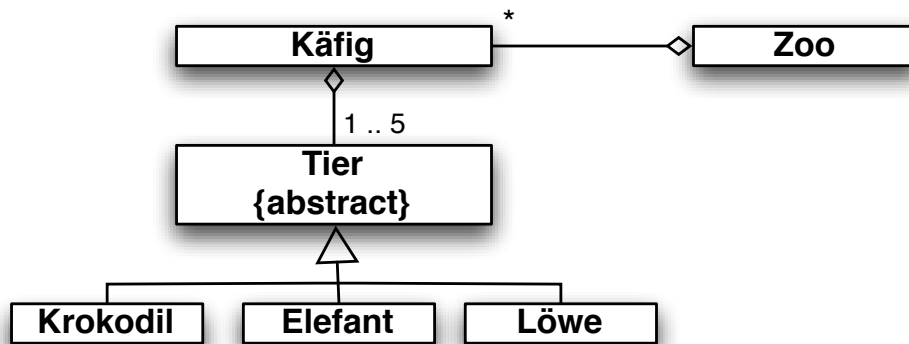 *
Käfig
Zoo
1 .. 5
Tier
{abstract}
Krokodil
Elefant
Löwe